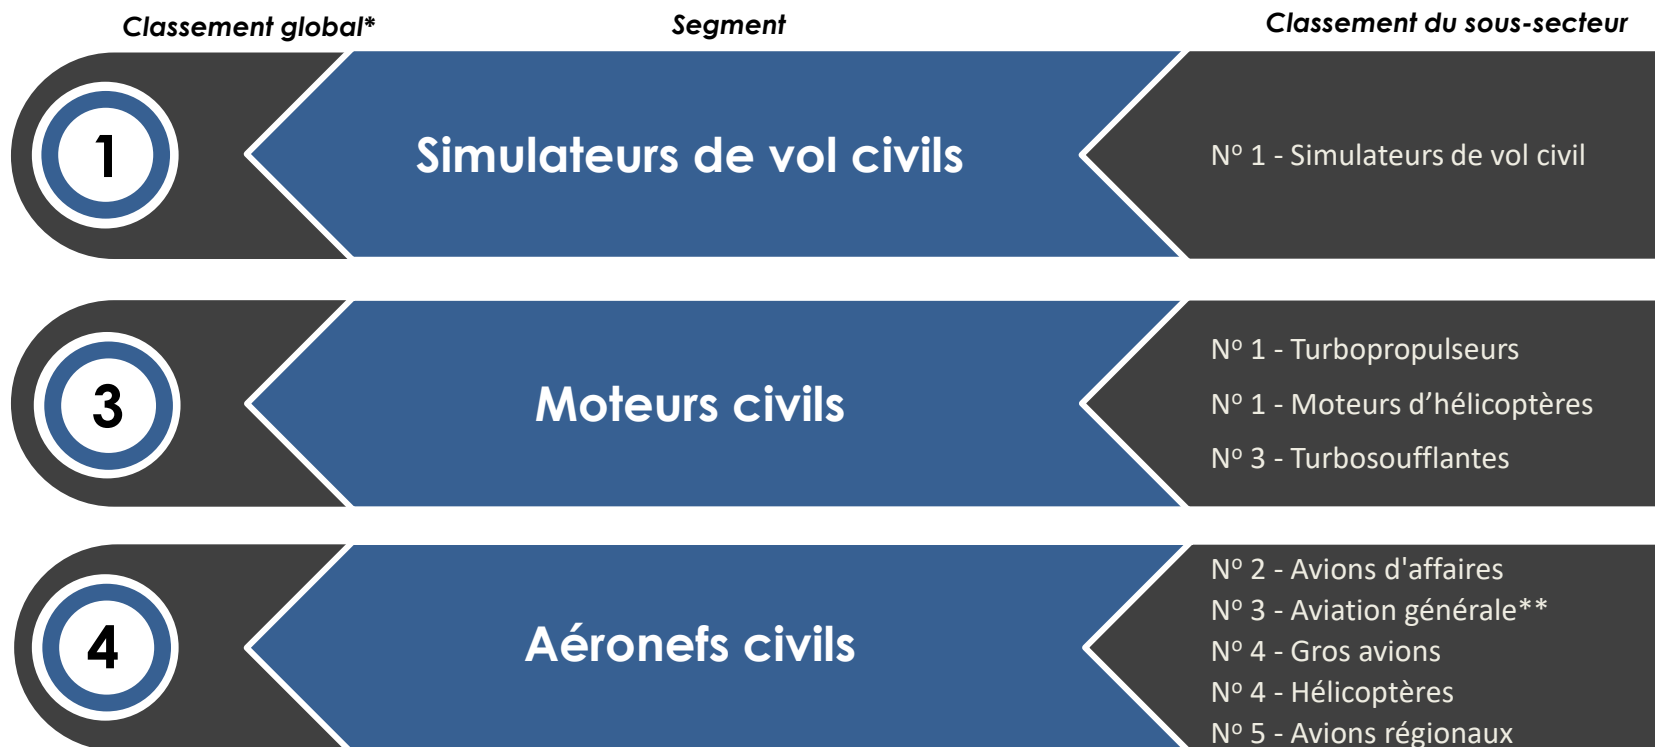 Classement global* Segment Classement du sous-secteur
1 Simulateurs de vol civils Nº 1 - Simulateurs de vol civil
3 Moteurs civils
Nº 1 - Turbopropulseurs
Nº 1 - Moteurs d’hélicoptères
Nº 3 - Turbosoufflantes
4 Aéronefs civils
Nº 2 - Avions d'affaires
Nº 3 - Aviation générale**
Nº 4 - Gros avions
Nº 4 - Hélicoptères
Nº 5 - Avions régionaux